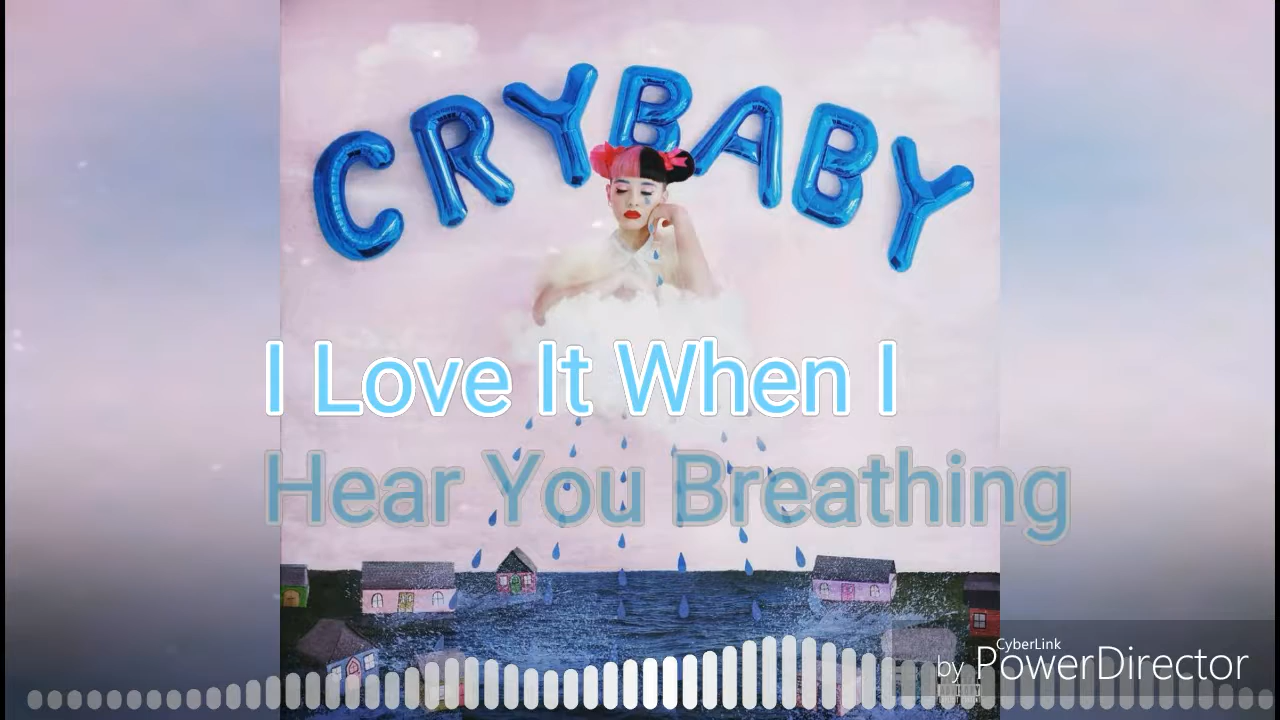 CRYBABY
I Love It When I
Hear You Breathing
CyberLink
by PowerDirector